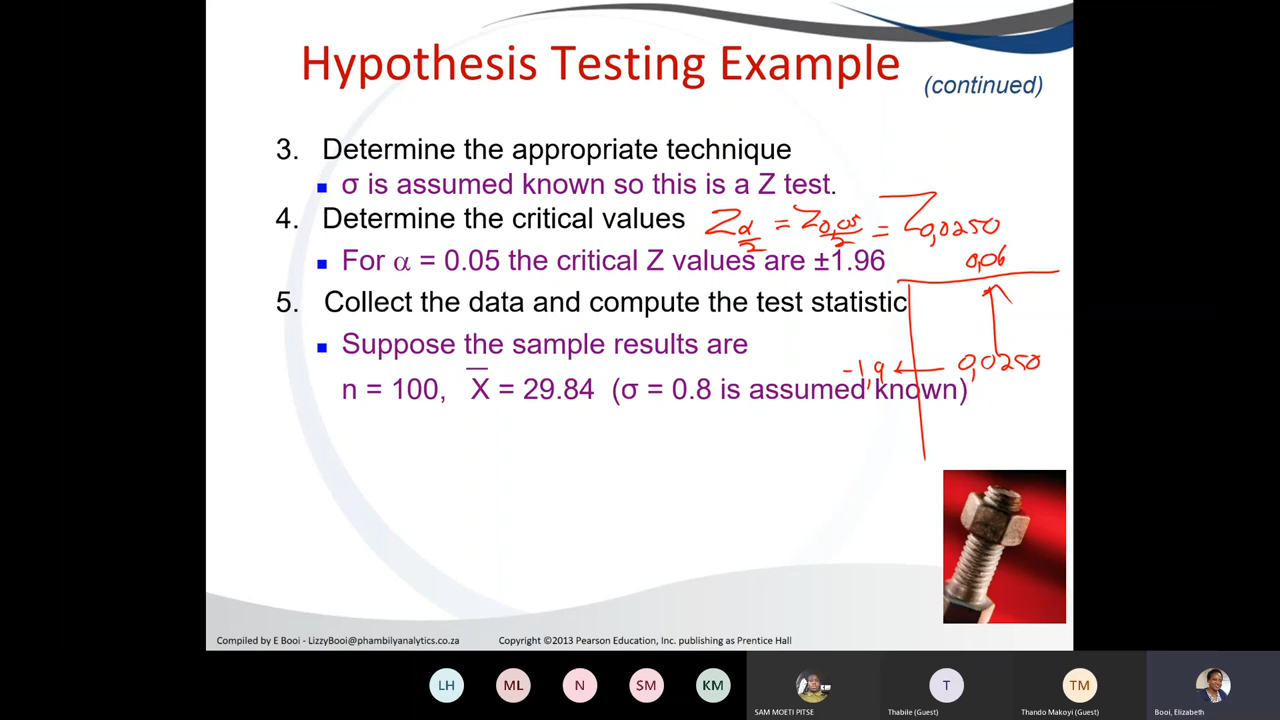 Hypothesis Testing Example
(continued)
3. Determine the appropriate technique
▪ σ is assumed known so this is a Z test.
4. Determine the critical values Zα/2 = Z0,05/2 = Z0,0250
▪ For α = 0.05 the critical Z values are ±1.96
0,06
5. Collect the data and compute the test statistic
▪ Suppose the sample results are
-1,9 ← 0,0250
n = 100, X̄ = 29.84 (σ = 0.8 is assumed known)
Compiled by E Booi - LizzyBooi@phambilyanalytics.co.za Copyright ©2013 Pearson Education, Inc. publishing as Prentice Hall
LH ML N SM KM T TM
SAM MOETI PITSE Thabile (Guest) Thando Makoyi (Guest) Booi, Elizabeth